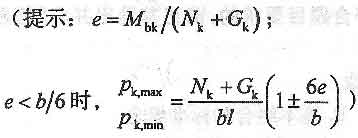 （提示：e=M_bk/(N_k+G_k)；
e<b/6时，p_k,max/p_k,min = (N_k+G_k)/(bl) (1±6e/b)）